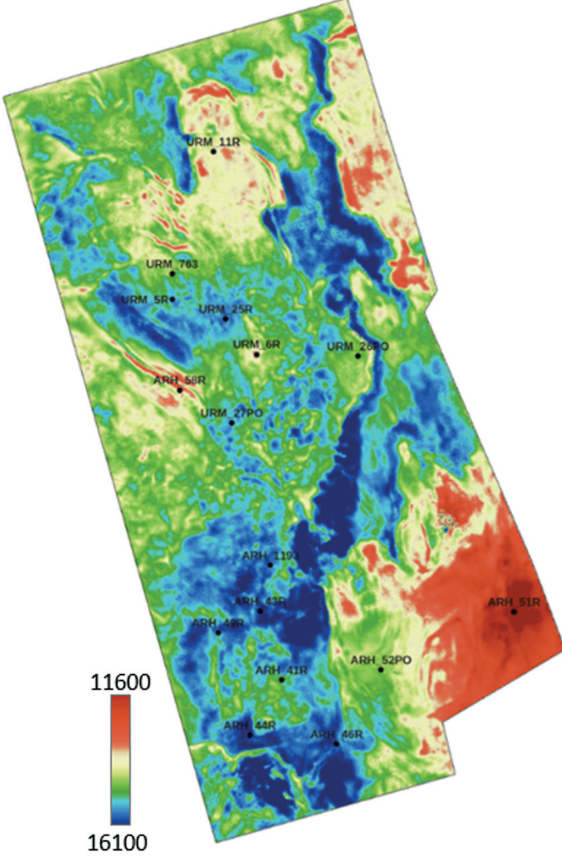 URM_11R
URM_763
URM_5R
URM_25R
URM_6R
URM_26PO
ARH_58R
URM_27PO
ARH_1193
ARH_43R
ARH_51R
ARH_49R
ARH_52PO
ARH_41R
11600
ARH_44R
ARH_46R
16100